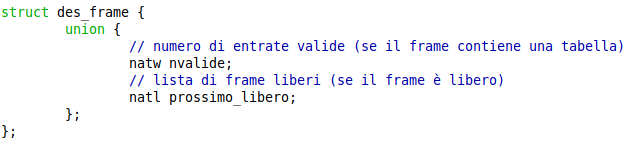 struct des_frame {
union {
// numero di entrate valide (se il frame contiene una tabella)
natw nvalide;
// lista di frame liberi (se il frame è libero)
natl prossimo_libero;
};
};